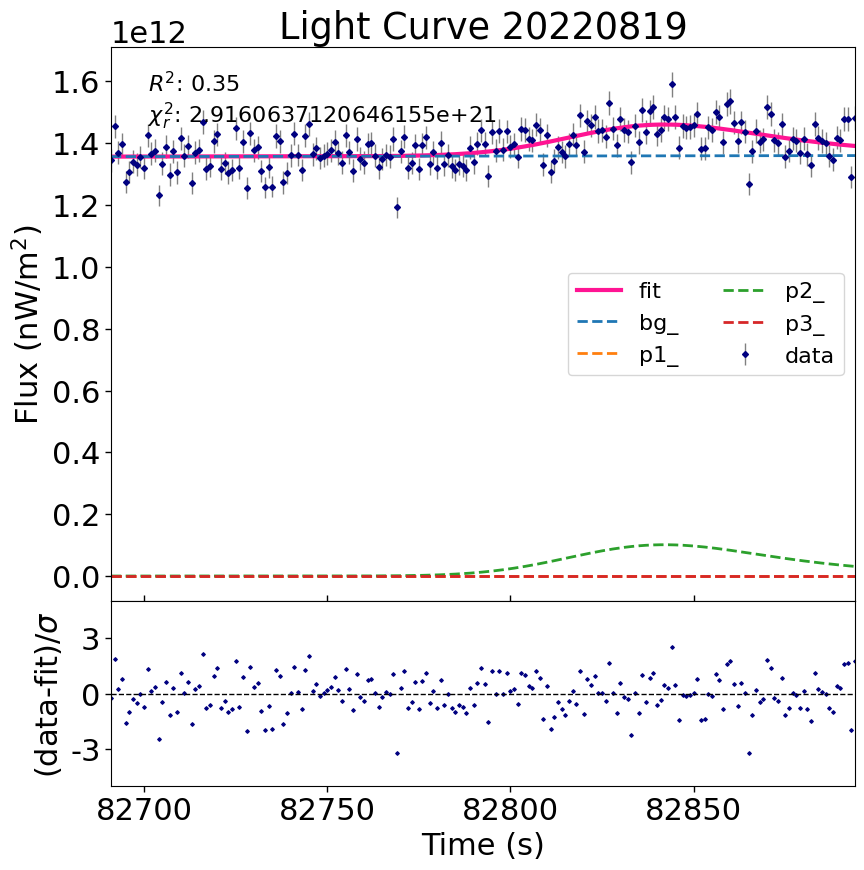 Light Curve 20220819
1e12
R²: 0.35
χ²ᵣ: 2.9160637120646155e+21
1.6
1.4
1.2
1.0
0.8
0.6
0.4
0.2
0.0
Flux (nW/m²)
fit
bg_
p1_
p2_
p3_
data
3
0
-3
(data-fit)/σ
82700
82750
82800
82850
Time (s)